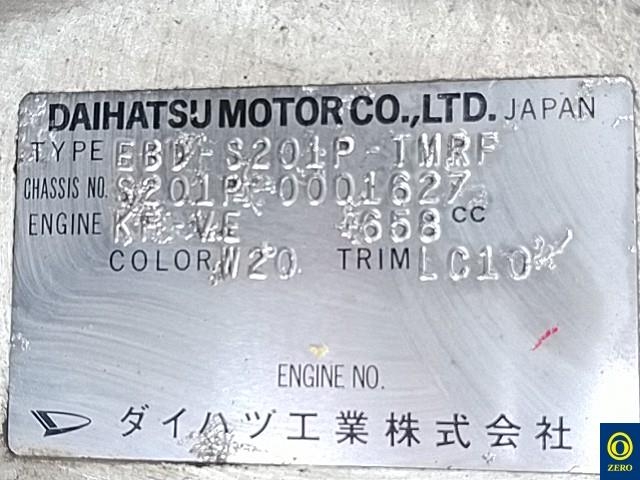 DAIHATSU MOTOR CO.,LTD. JAPAN
TYPE EBD-S201P-TMRF
CHASSIS NO. S201P-0001627
ENGINE KF-VE 658 CC
COLOR W20 TRIM LC10
ENGINE NO.
ダイハツ工業株式会社
ZERO